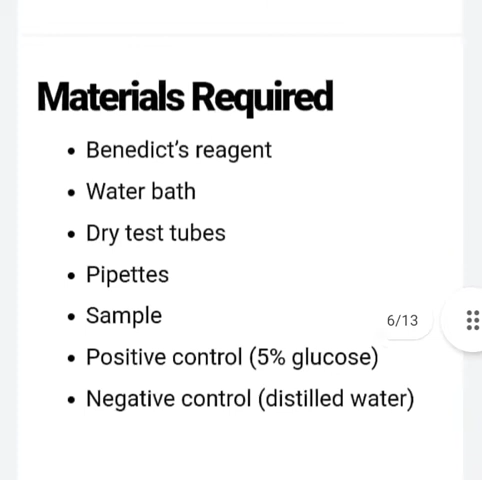 Materials Required
• Benedict's reagent
• Water bath
• Dry test tubes
• Pipettes
• Sample
6/13
• Positive control (5% glucose)
• Negative control (distilled water)